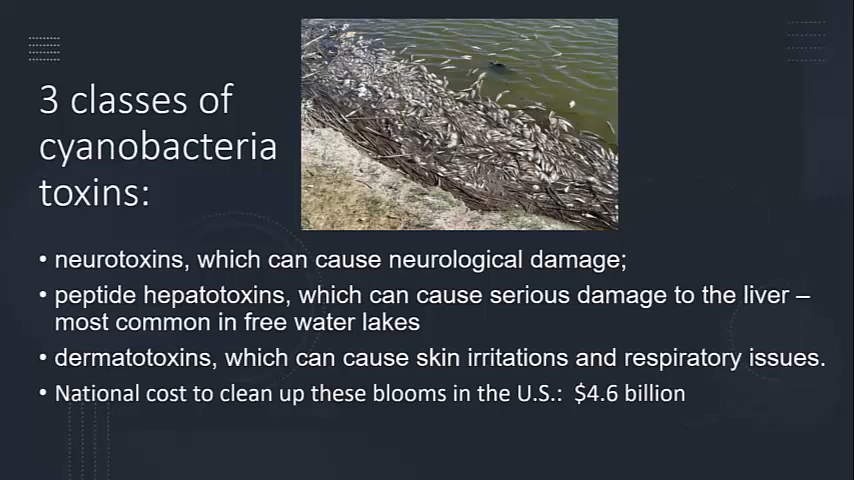 3 classes of
cyanobacteria
toxins:
• neurotoxins, which can cause neurological damage;
• peptide hepatotoxins, which can cause serious damage to the liver –
most common in free water lakes
• dermatotoxins, which can cause skin irritations and respiratory issues.
• National cost to clean up these blooms in the U.S.: $4.6 billion